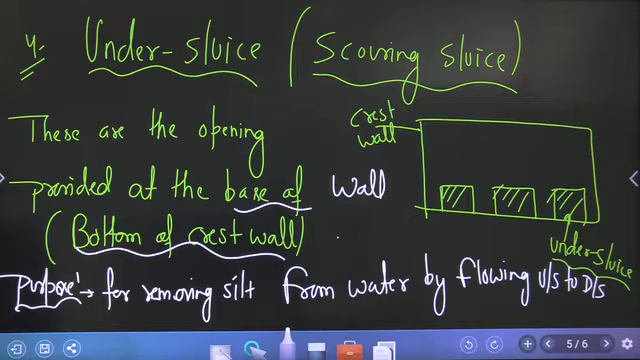 4. Under-sluice (Scouring sluice)
These are the opening
provided at the base of wall
(Bottom of crest wall)
crest
wall
under-sluice
Purpose → for removing silt from water by flowing U/S to D/S
5/6